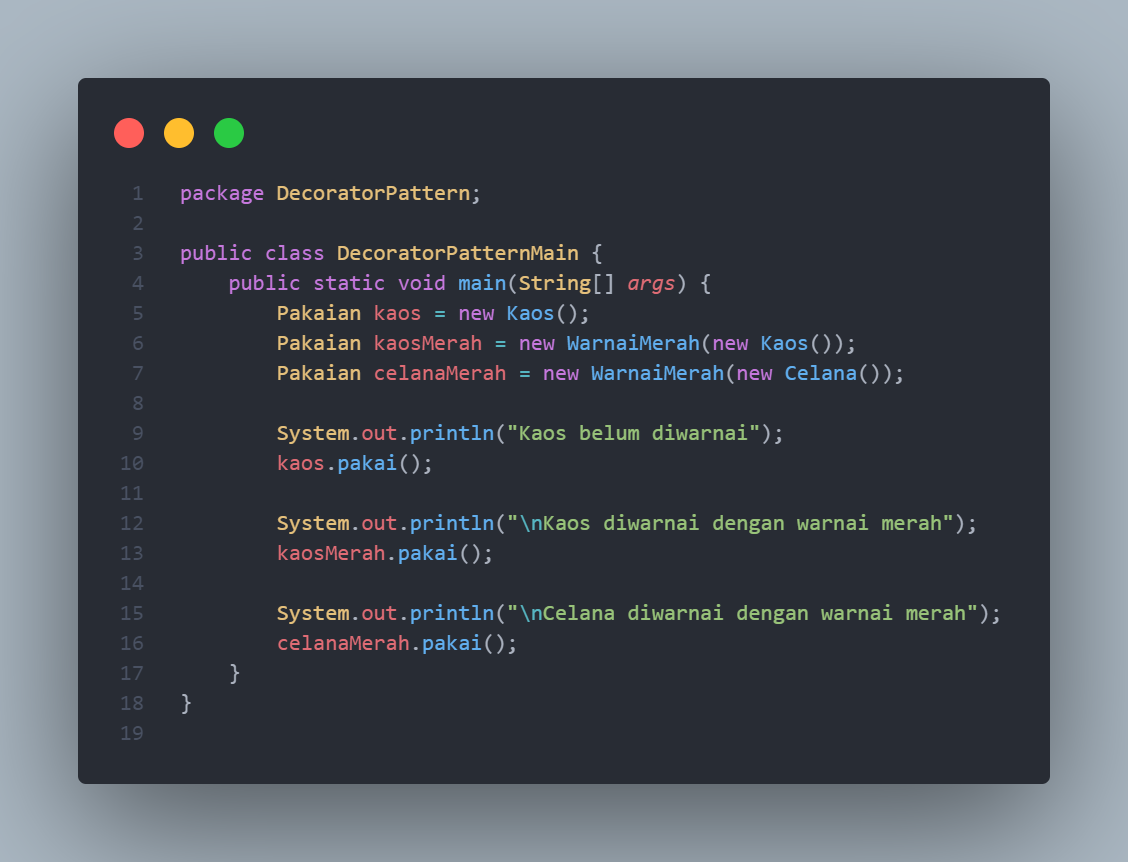 1 package DecoratorPattern;
2
3 public class DecoratorPatternMain {
4     public static void main(String[] args) {
5         Pakaian kaos = new Kaos();
6         Pakaian kaosMerah = new WarnaiMerah(new Kaos());
7         Pakaian celanaMerah = new WarnaiMerah(new Celana());
8
9         System.out.println("Kaos belum diwarnai");
10         kaos.pakai();
11
12         System.out.println("\nKaos diwarnai dengan warnai merah");
13         kaosMerah.pakai();
14
15         System.out.println("\nCelana diwarnai dengan warnai merah");
16         celanaMerah.pakai();
17     }
18 }
19